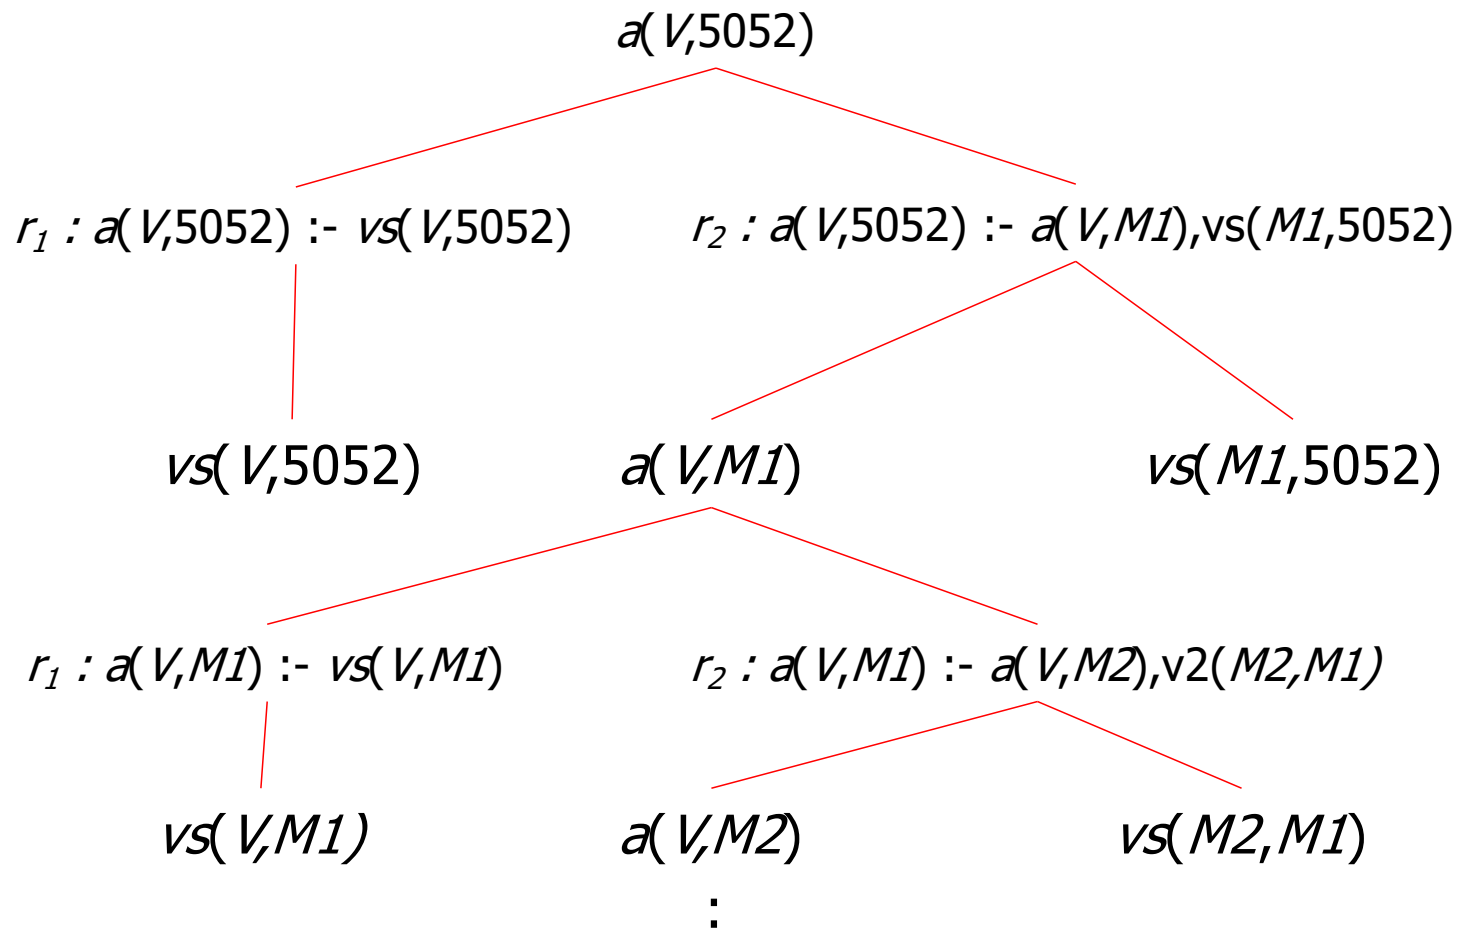 a(V,5052)
r1 : a(V,5052) :- vs(V,5052)
r2 : a(V,5052) :- a(V,M1),vs(M1,5052)
vs(V,5052)
a(V,M1)
vs(M1,5052)
r1 : a(V,M1) :- vs(V,M1)
r2 : a(V,M1) :- a(V,M2),v2(M2,M1)
vs(V,M1)
a(V,M2)
vs(M2,M1)
: